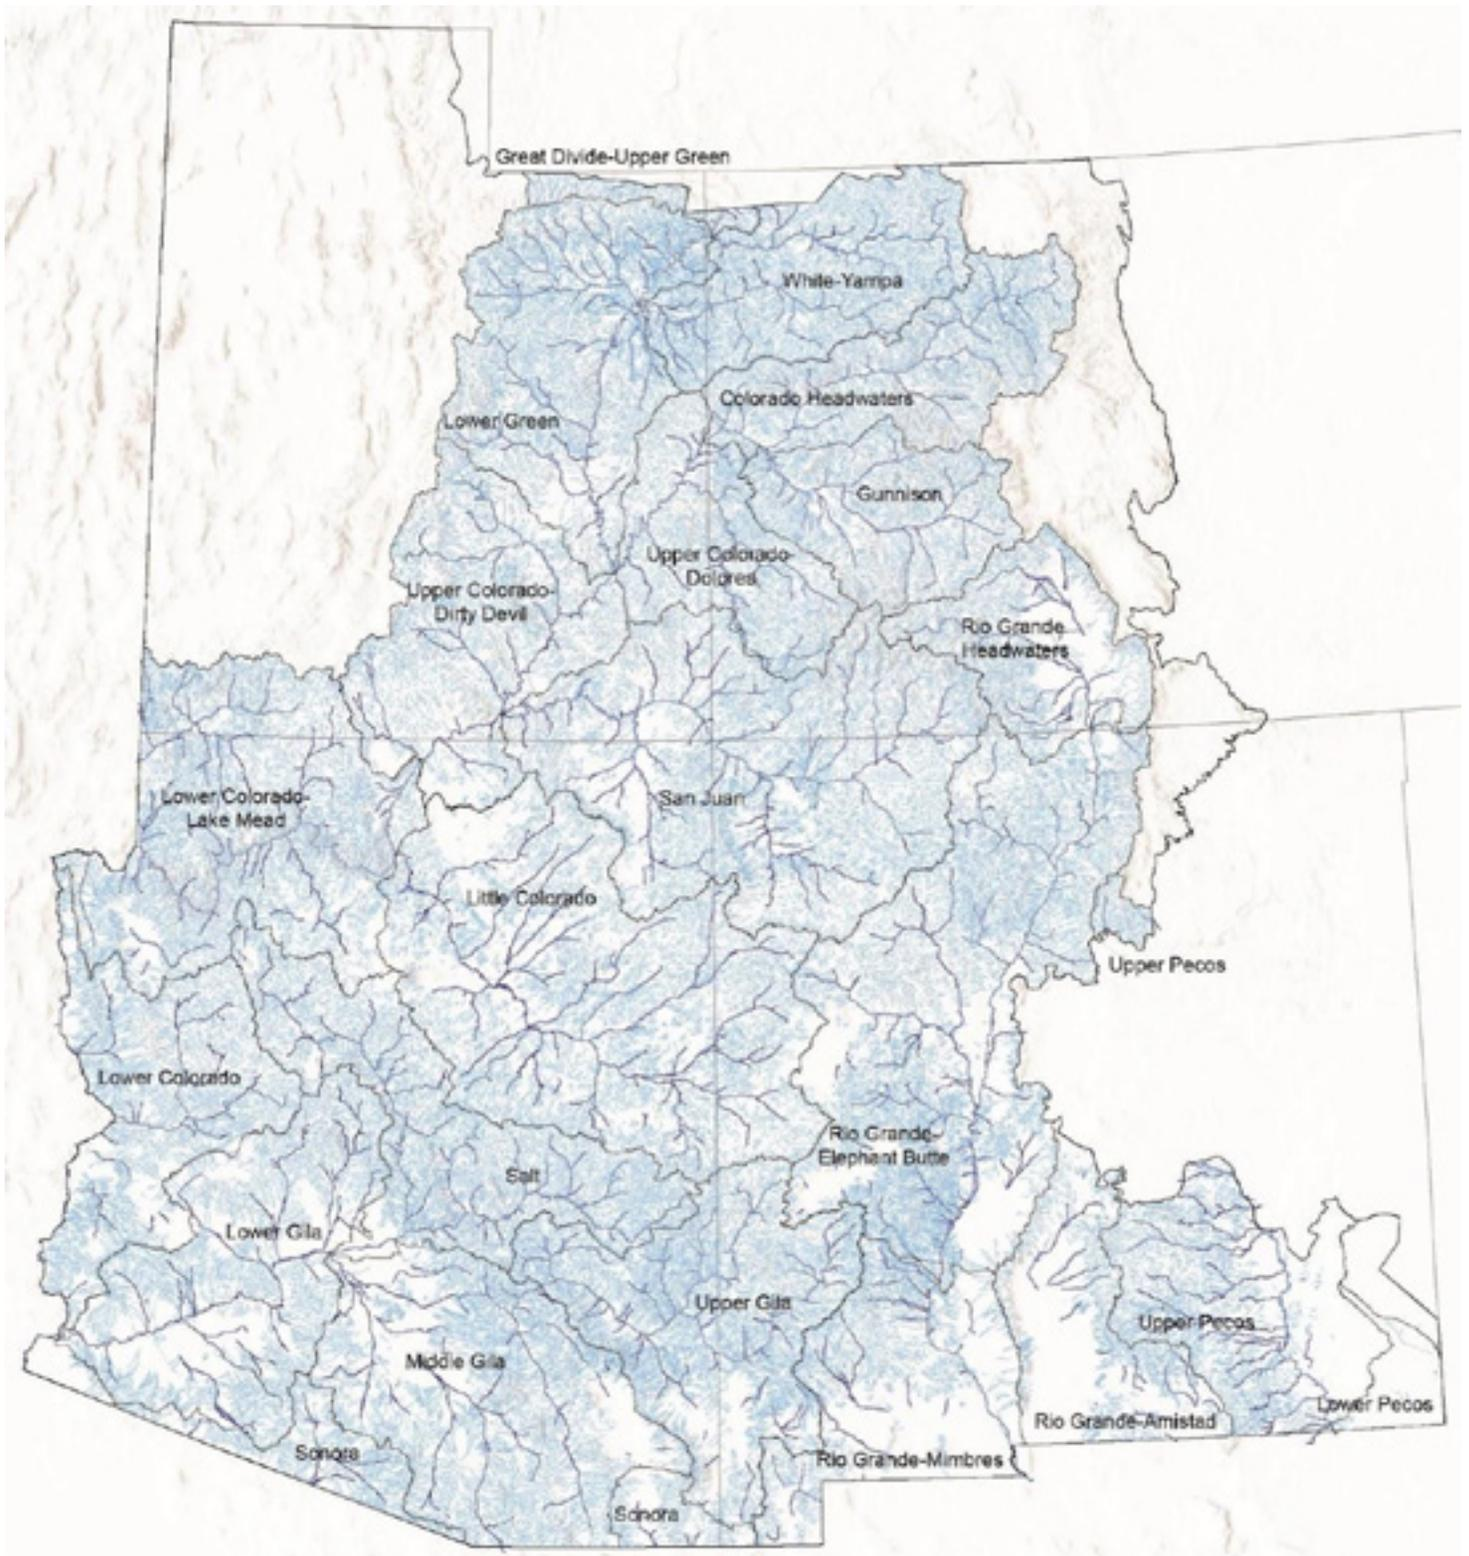 Great Divide-Upper Green
White-Yampa
Colorado Headwaters
Lower Green
Gunnison
Upper Colorado-
Dolores
Upper Colorado-
Dirty Devil
Rio Grande
Headwaters
Lower Colorado-
Lake Mead
San Juan
Little Colorado
Upper Pecos
Lower Colorado
Rio Grande-
Elephant Butte
Salt
Lower Gila
Upper Gila
Upper Pecos
Middle Gila
Lower Pecos
Rio Grande-Amistad
Sonora
Rio Grande-Mimbres
Sonora